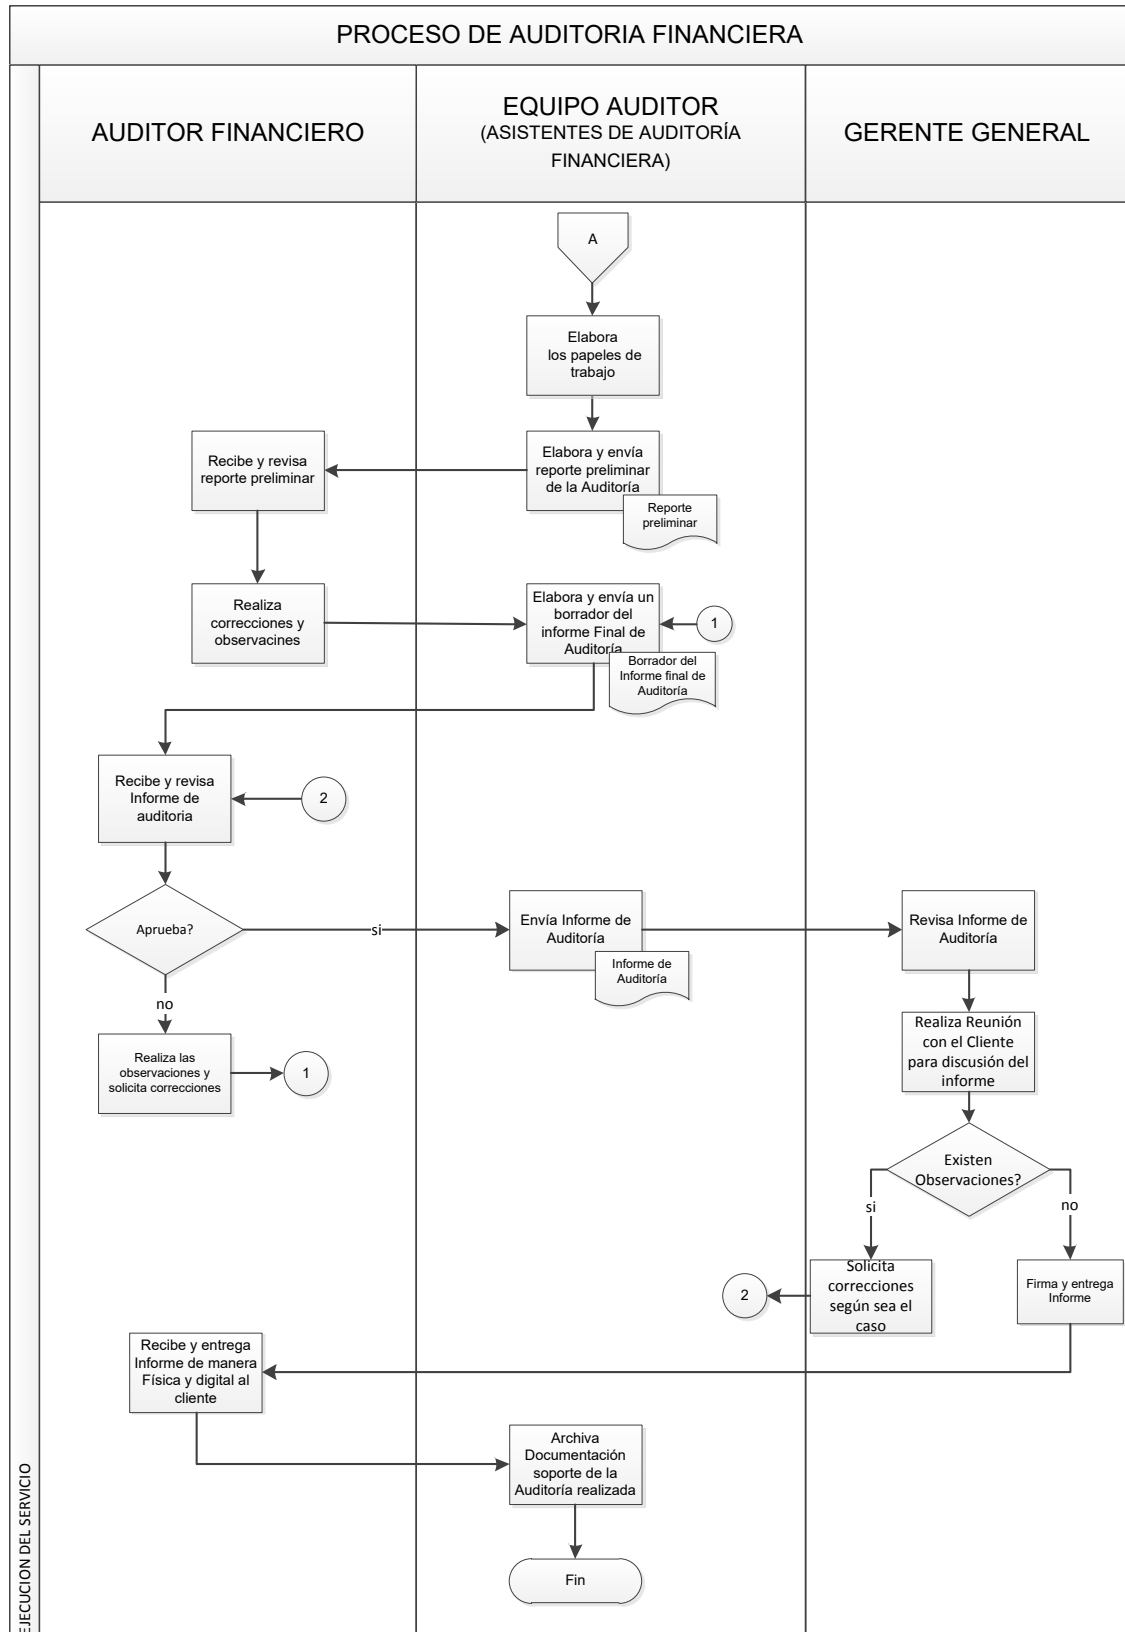 PROCESO DE AUDITORIA FINANCIERA
AUDITOR FINANCIERO
EQUIPO AUDITOR
(ASISTENTES DE AUDITORÍA
FINANCIERA)
GERENTE GENERAL
EJECUCION DEL SERVICIO
A
Elabora
los papeles de
trabajo
Elabora y envía
reporte preliminar
de la Auditoría
Reporte
preliminar
Recibe y revisa
reporte preliminar
Realiza
correcciones y
observacines
Elabora y envía un
borrador del
informe Final de
Auditoría
1
Borrador del
Informe final de
Auditoría
Recibe y revisa
Informe de
auditoria
2
Aprueba?
si
Envía Informe de
Auditoría
Informe de
Auditoría
Revisa Informe de
Auditoría
no
Realiza las
observaciones y
solicita correcciones
1
Realiza Reunión
con el Cliente
para discusión del
informe
Existen
Observaciones?
si
no
Solicita
correcciones
según sea el
caso
2
Firma y entrega
Informe
Recibe y entrega
Informe de manera
Física y digital al
cliente
Archiva
Documentación
soporte de la
Auditoría realizada
Fin